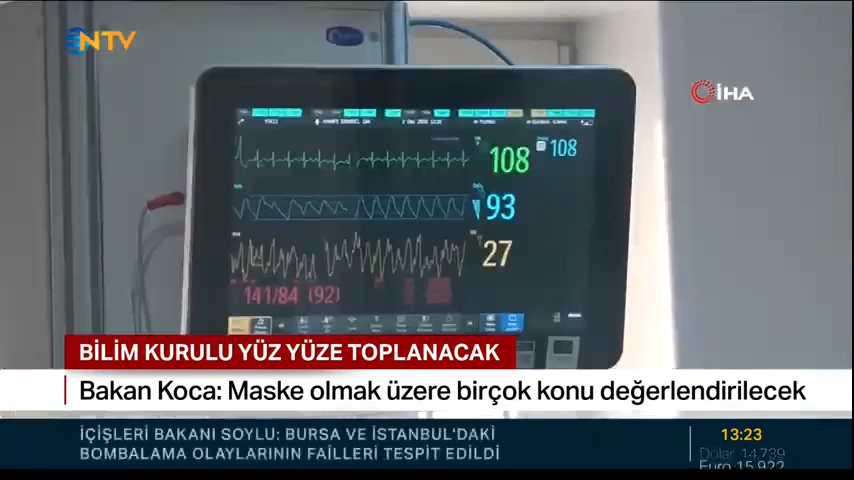 NTV
İHA
108
108
93
27
141/84 (92)
BİLİM KURULU YÜZ YÜZE TOPLANACAK
Bakan Koca: Maske olmak üzere birçok konu değerlendirilecek
İÇİŞLERİ BAKANI SOYLU: BURSA VE İSTANBUL'DAKİ
BOMBALAMA OLAYLARININ FAİLLERİ TESPİT EDİLDİ
13:23
Dolar 14,739
Euro 15,922